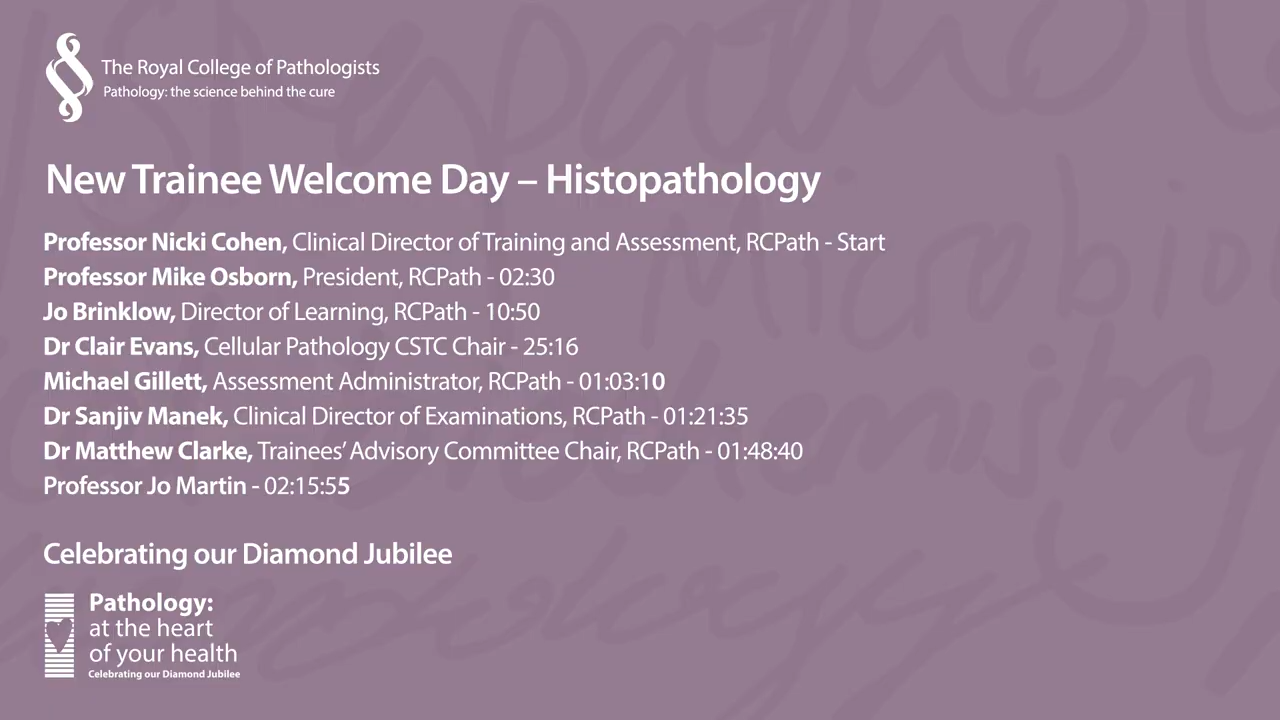 The Royal College of Pathologists
Pathology: the science behind the cure
New Trainee Welcome Day – Histopathology
Professor Nicki Cohen, Clinical Director of Training and Assessment, RCPath - Start
Professor Mike Osborn, President, RCPath - 02:30
Jo Brinklow, Director of Learning, RCPath - 10:50
Dr Clair Evans, Cellular Pathology CSTC Chair - 25:16
Michael Gillett, Assessment Administrator, RCPath - 01:03:10
Dr Sanjiv Manek, Clinical Director of Examinations, RCPath - 01:21:35
Dr Matthew Clarke, Trainees’ Advisory Committee Chair, RCPath - 01:48:40
Professor Jo Martin - 02:15:55
Celebrating our Diamond Jubilee
Pathology:
at the heart
of your health
Celebrating our Diamond Jubilee